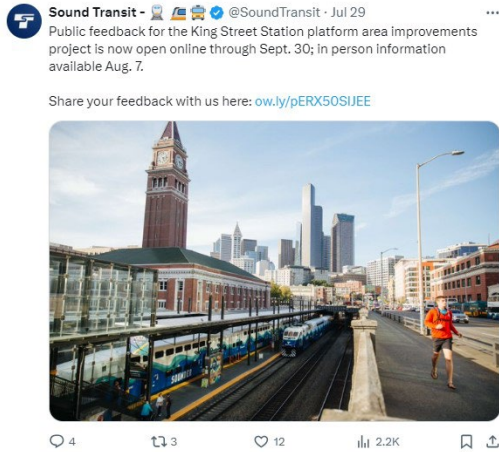 Sound Transit - 🚆 🚈 🚍 @SoundTransit · Jul 29
Public feedback for the King Street Station platform area improvements
project is now open online through Sept. 30; in person information
available Aug. 7.
Share your feedback with us here: ow.ly/pERX50SIJEE
SOUNDER
4 3 12 2.2K